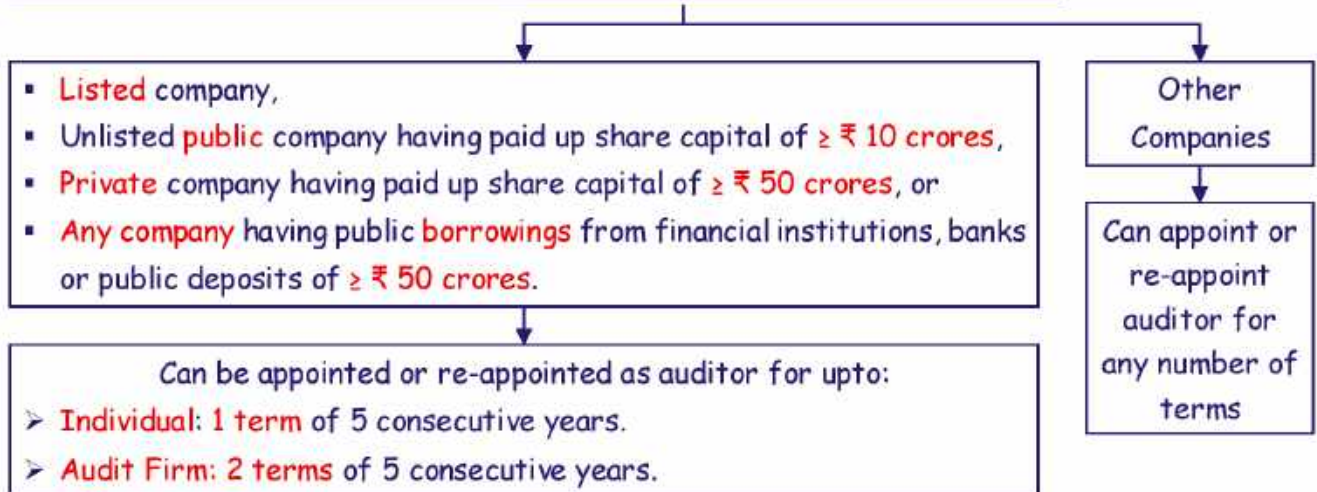 ▪ Listed company,
▪ Unlisted public company having paid up share capital of ≥ ₹ 10 crores,
▪ Private company having paid up share capital of ≥ ₹ 50 crores, or
▪ Any company having public borrowings from financial institutions, banks
or public deposits of ≥ ₹ 50 crores.
Other
Companies
Can appoint or
re-appoint
auditor for
any number of
terms
Can be appointed or re-appointed as auditor for upto:
➢ Individual: 1 term of 5 consecutive years.
➢ Audit Firm: 2 terms of 5 consecutive years.